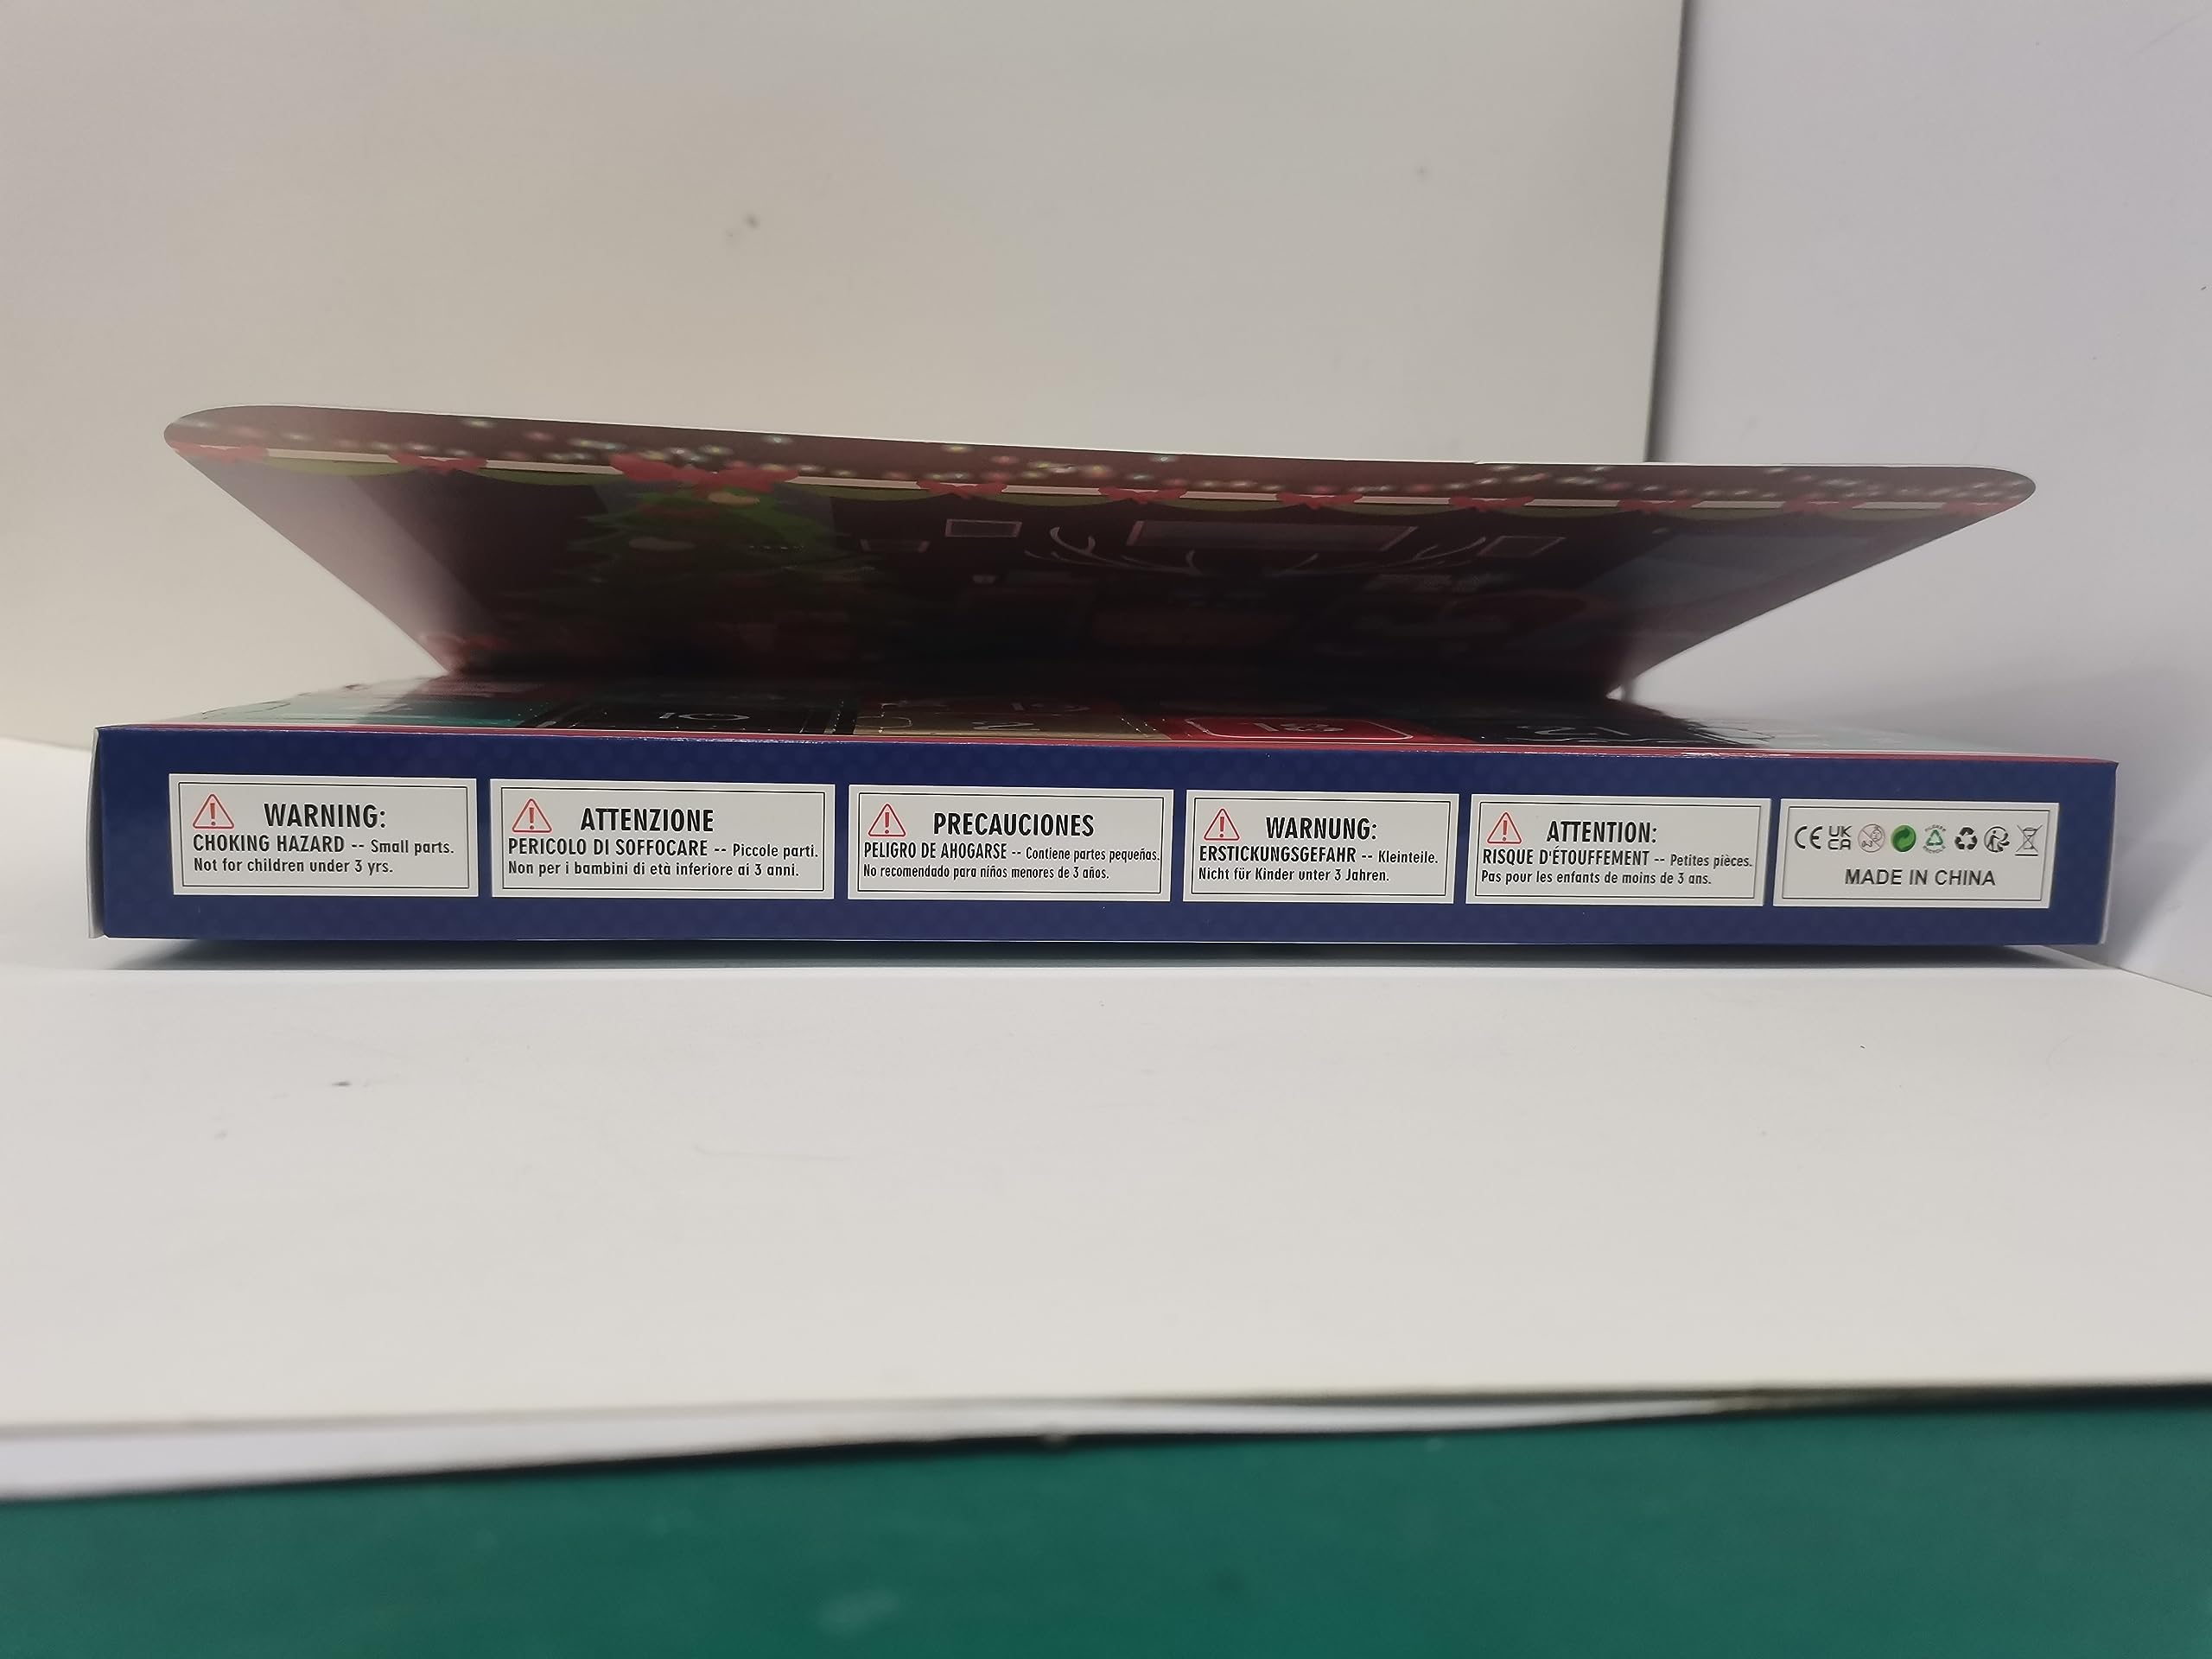 WARNING:
CHOKING HAZARD -- Small parts.
Not for children under 3 yrs.
ATTENZIONE
PERICOLO DI SOFFOCARE -- Piccole parti.
Non per i bambini di età inferiore ai 3 anni.
PRECAUCIONES
PELIGRO DE AHOGARSE -- Contiene partes pequeñas.
No recomendado para niños menores de 3 años.
WARNUNG:
ERSTICKUNGSGEFAHR -- Kleinteile.
Nicht für Kinder unter 3 Jahren.
ATTENTION:
RISQUE D'ÉTOUFFEMENT -- Petites pièces.
Pas pour les enfants de moins de 3 ans.
CE UK CA 0-3
MADE IN CHINA